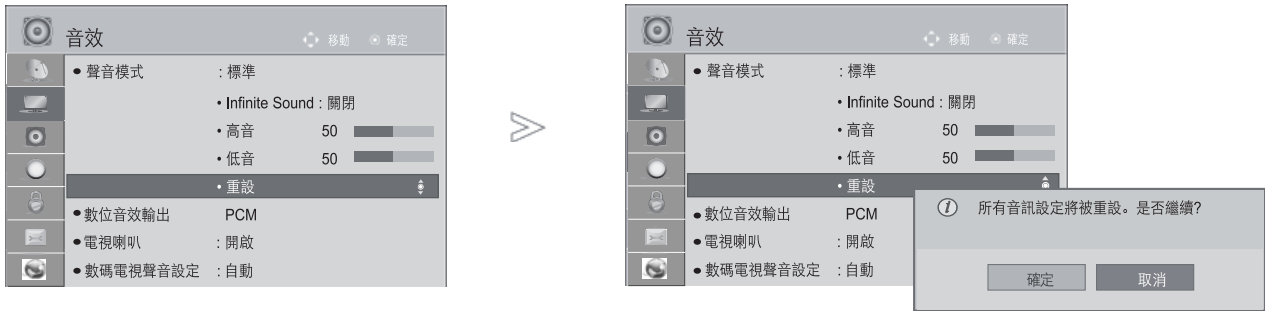 音效 移動 確定
● 聲音模式 : 標準
• Infinite Sound : 關閉
• 高音 50
• 低音 50
• 重設
● 數位音效輸出 PCM
● 電視喇叭 : 開啟
● 數碼電視聲音設定 : 自動
音效 移動 確定
● 聲音模式 : 標準
• Infinite Sound : 關閉
• 高音 50
• 低音 50
• 重設
● 數位音效輸出 PCM
● 電視喇叭 : 開啟
● 數碼電視聲音設定 : 自動
所有音訊設定將被重設。是否繼續?
確定 取消